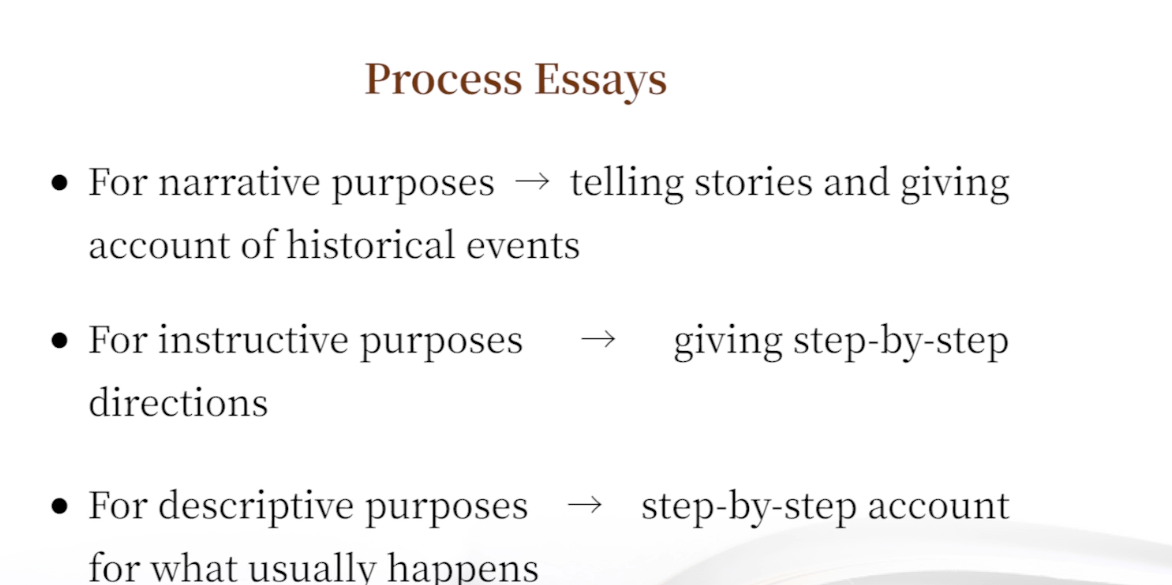 Process Essays
• For narrative purposes → telling stories and giving
account of historical events
• For instructive purposes → giving step-by-step
directions
• For descriptive purposes → step-by-step account
for what usually happens